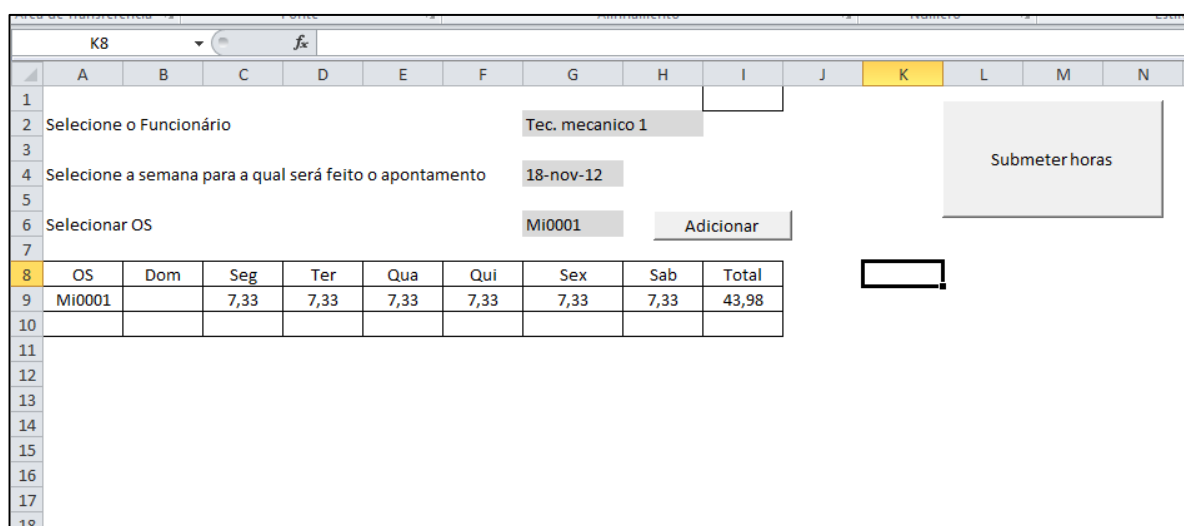 K8 fx
A B C D E F G H I J K L M N
1
2 Selecione o Funcionário Tec. mecanico 1
3
Submeter horas
4 Selecione a semana para a qual será feito o apontamento 18-nov-12
5
6 Selecionar OS Mi0001 Adicionar
7
8 OS Dom Seg Ter Qua Qui Sex Sab Total
9 Mi0001 7,33 7,33 7,33 7,33 7,33 7,33 43,98
10
11
12
13
14
15
16
17
18